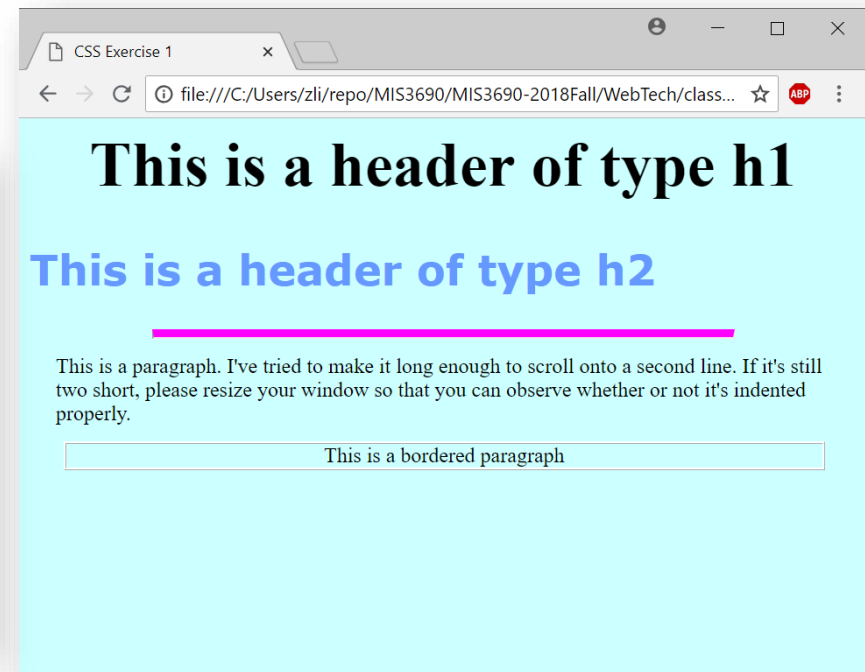 CSS Exercise 1
file:///C:/Users/zli/repo/MIS3690/MIS3690-2018Fall/WebTech/class...
ABP
This is a header of type h1
This is a header of type h2
This is a paragraph. I've tried to make it long enough to scroll onto a second line. If it's still
two short, please resize your window so that you can observe whether or not it's indented
properly.
This is a bordered paragraph